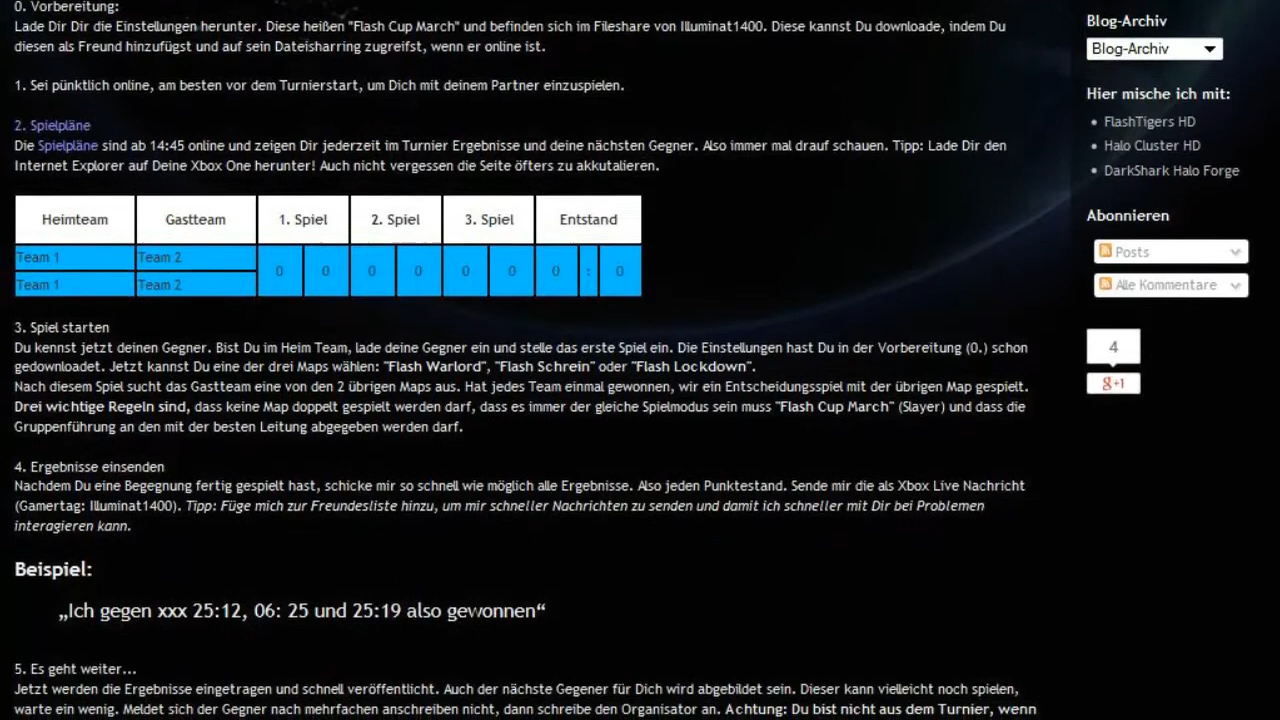 0. Vorbereitung:
Lade Dir Dir die Einstellungen herunter. Diese heißen "Flash Cup March" und befinden sich im Fileshare von Illuminat1400. Diese kannst Du downloade, indem Du
diesen als Freund hinzufügst und auf sein Dateisharring zugreifst, wenn er online ist.
1. Sei pünktlich online, am besten vor dem Turnierstart, um Dich mit deinem Partner einzuspielen.
2. Spielpläne
Die Spielpläne sind ab 14:45 online und zeigen Dir jederzeit im Turnier Ergebnisse und deine nächsten Gegner. Also immer mal drauf schauen. Tipp: Lade Dir den
Internet Explorer auf Deine Xbox One herunter! Auch nicht vergessen die Seite öfters zu akkutalieren.
Heimteam Gastteam 1. Spiel 2. Spiel 3. Spiel Entstand
Team 1 Team 2
0 0 0 0 0 0 0 : 0
Team 1 Team 2
3. Spiel starten
Du kennst jetzt deinen Gegner. Bist Du im Heim Team, lade deine Gegner ein und stelle das erste Spiel ein. Die Einstellungen hast Du in der Vorbereitung (0.) schon
gedownloadet. Jetzt kannst Du eine der drei Maps wählen: "Flash Warlord", "Flash Schrein" oder "Flash Lockdown".
Nach diesem Spiel sucht das Gastteam eine von den 2 übrigen Maps aus. Hat jedes Team einmal gewonnen, wir ein Entscheidungsspiel mit der übrigen Map gespielt.
Drei wichtige Regeln sind, dass keine Map doppelt gespielt werden darf, dass es immer der gleiche Spielmodus sein muss "Flash Cup March" (Slayer) und dass die
Gruppenführung an den mit der besten Leitung abgegeben werden darf.
4. Ergebnisse einsenden
Nachdem Du eine Begegnung fertig gespielt hast, schicke mir so schnell wie möglich alle Ergebnisse. Also jeden Punktestand. Sende mir die als Xbox Live Nachricht
(Gamertag: Illuminat1400). Tipp: Füge mich zur Freundesliste hinzu, um mir schneller Nachrichten zu senden und damit ich schneller mit Dir bei Problemen
interagieren kann.
Beispiel:
„Ich gegen xxx 25:12, 06: 25 und 25:19 also gewonnen“
5. Es geht weiter...
Jetzt werden die Ergebnisse eingetragen und schnell veröffentlicht. Auch der nächste Gegener für Dich wird abgebildet sein. Dieser kann vielleicht noch spielen,
warte ein wenig. Meldet sich der Gegner nach mehrfachen anschreiben nicht, dann schreibe den Organisator an. Achtung: Du bist nicht aus dem Turnier, wenn
Blog-Archiv
Blog-Archiv
Hier mische ich mit:
FlashTigers HD
Halo Cluster HD
DarkShark Halo Forge
Abonnieren
Posts
Alle Kommentare
4
g+1